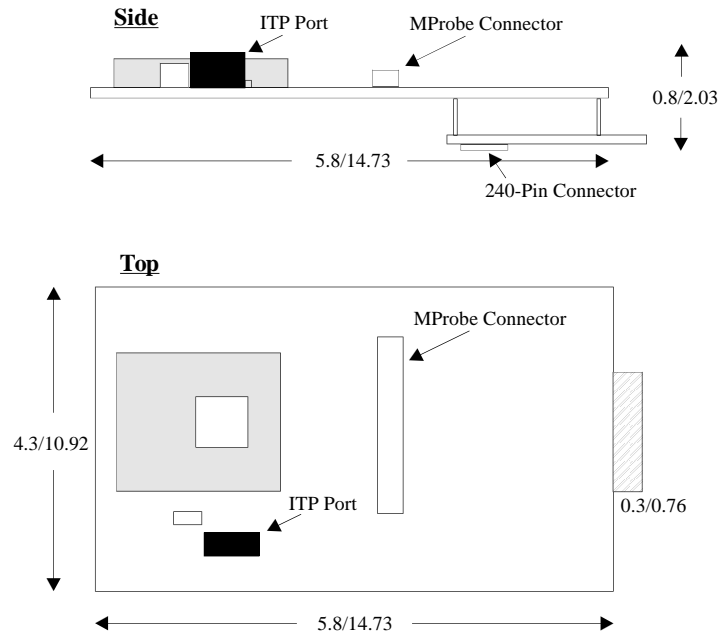 Side
ITP Port
MProbe Connector
0.8/2.03
5.8/14.73
240-Pin Connector
Top
MProbe Connector
4.3/10.92
0.3/0.76
ITP Port
5.8/14.73